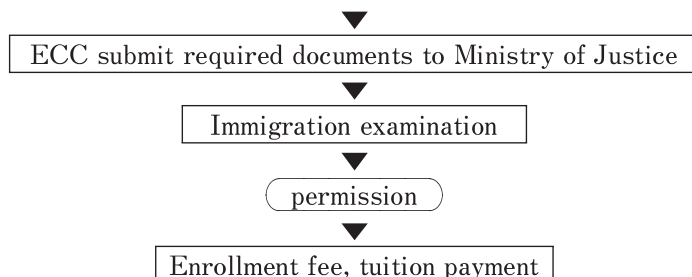 ECC submit required documents to Ministry of Justice
Immigration examination
permission
Enrollment fee, tuition payment